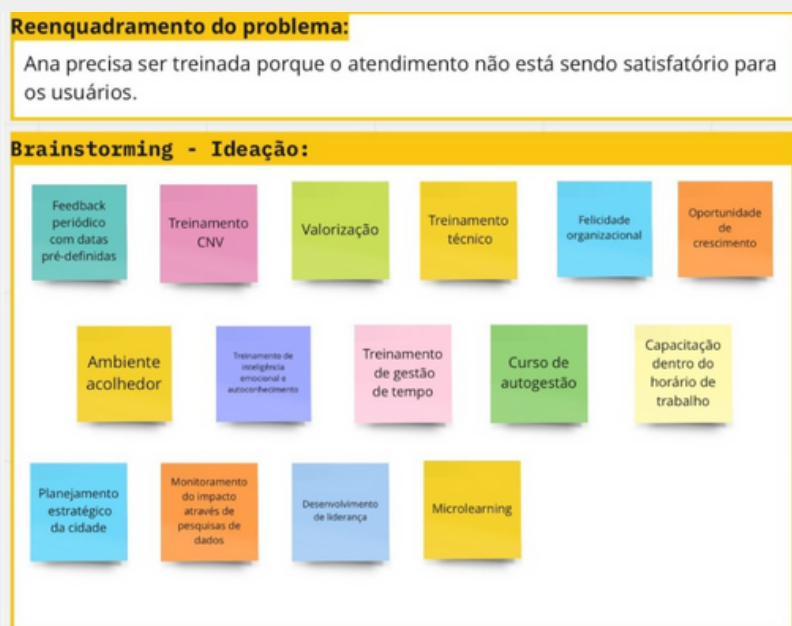 Reenquadramento do problema:
Ana precisa ser treinada porque o atendimento não está sendo satisfatório para
os usuários.
Brainstorming - Ideação:
Feedback
periódico
com datas
pré-definidas
Treinamento
CNV
Valorização
Treinamento
técnico
Felicidade
organizacional
Oportunidade
de
crescimento
Ambiente
acolhedor
Treinamento de
inteligência
emocional e
autoconhecimento
Treinamento
de gestão
de tempo
Curso de
autogestão
Capacitação
dentro do
horário de
trabalho
Planejamento
estratégico
da cidade
Monitoramento
do impacto
através de
pesquisas de
dados
Desenvolvimento
de liderança
Microlearning